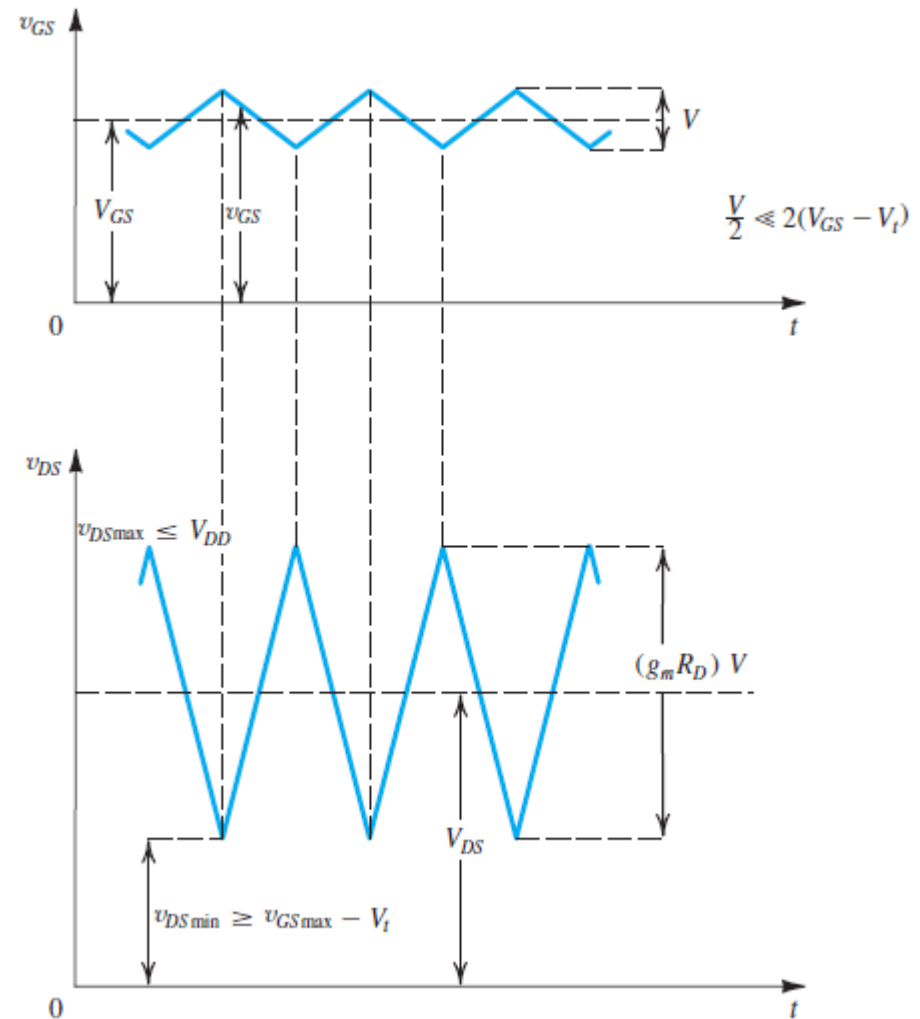 v_GS
V
V_GS
v_GS
V/2 ≪ 2(V_GS − V_t)
0
t
v_DS
v_DSmax ≤ V_DD
(g_m R_D) V
V_DS
v_DSmin ≥ v_GSmax − V_t
0
t